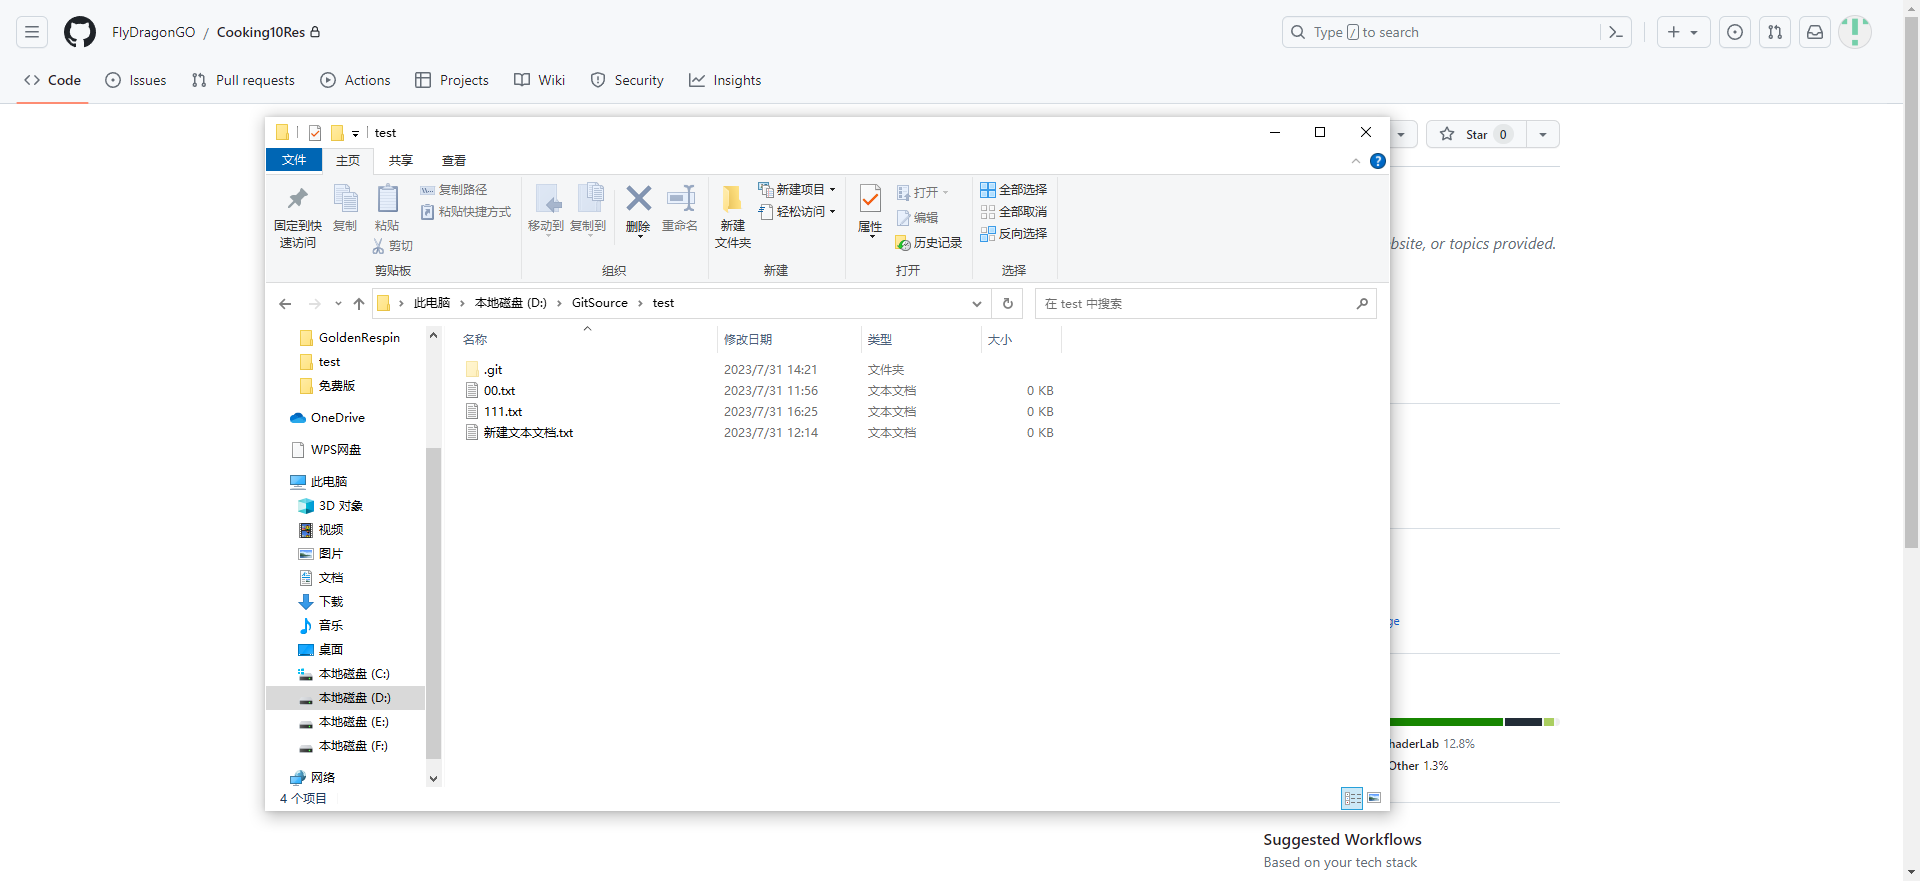 FlyDragonGO / Cooking10Res
Type / to search
Code
Issues
Pull requests
Actions
Projects
Wiki
Security
Insights
test
文件
主页
共享
查看
固定到快
速访问
复制
粘贴
复制路径
粘贴快捷方式
剪切
剪贴板
移动到
复制到
删除
重命名
组织
新建
文件夹
新建项目
轻松访问
新建
属性
打开
编辑
历史记录
打开
全部选择
全部取消
反向选择
选择
此电脑 > 本地磁盘 (D:) > GitSource > test
在 test 中搜索
GoldenRespin
test
免费版
OneDrive
WPS网盘
此电脑
3D 对象
视频
图片
文档
下载
音乐
桌面
本地磁盘 (C:)
本地磁盘 (D:)
本地磁盘 (E:)
本地磁盘 (F:)
网络
名称 修改日期 类型 大小
.git 2023/7/31 14:21 文件夹
00.txt 2023/7/31 11:56 文本文档 0 KB
111.txt 2023/7/31 16:25 文本文档 0 KB
新建文本文档.txt 2023/7/31 12:14 文本文档 0 KB
4 个项目
Star 0
bsite, or topics provided.
ge
haderLab 12.8%
Other 1.3%
Suggested Workflows
Based on your tech stack